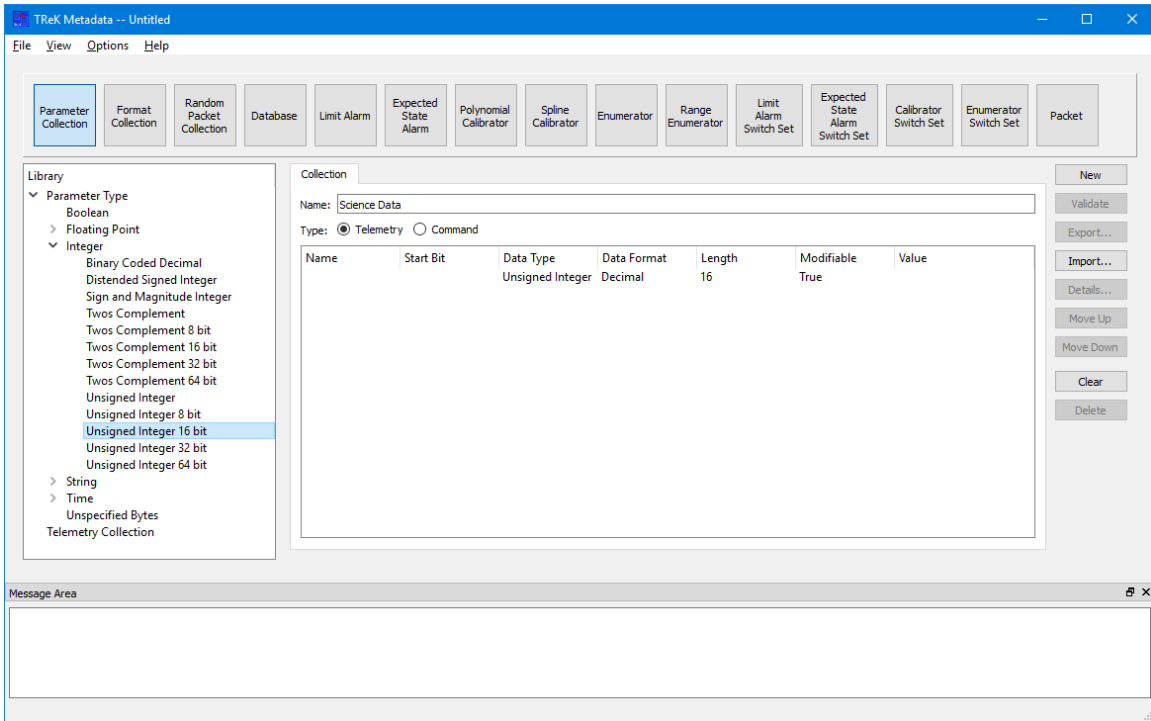 TReK Metadata -- Untitled
File View Options Help
Parameter Collection
Format Collection
Random Packet Collection
Database
Limit Alarm
Expected State Alarm
Polynomial Calibrator
Spline Calibrator
Enumerator
Range Enumerator
Limit Alarm Switch Set
Expected State Alarm Switch Set
Calibrator Switch Set
Enumerator Switch Set
Packet
Library
Parameter Type
Boolean
Floating Point
Integer
Binary Coded Decimal
Distended Signed Integer
Sign and Magnitude Integer
Twos Complement
Twos Complement 8 bit
Twos Complement 16 bit
Twos Complement 32 bit
Twos Complement 64 bit
Unsigned Integer
Unsigned Integer 8 bit
Unsigned Integer 16 bit
Unsigned Integer 32 bit
Unsigned Integer 64 bit
String
Time
Unspecified Bytes
Telemetry Collection
Collection
Name: Science Data
Type: Telemetry Command
Name Start Bit Data Type Data Format Length Modifiable Value
Unsigned Integer Decimal 16 True
New
Validate
Export...
Import...
Details...
Move Up
Move Down
Clear
Delete
Message Area